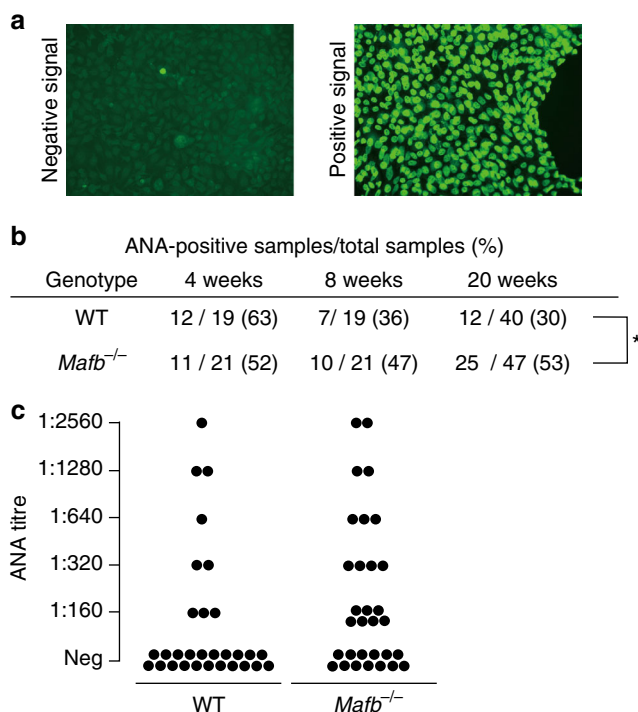 a
Negative signal
Positive signal
b
ANA-positive samples/total samples (%)
Genotype 4 weeks 8 weeks 20 weeks
WT 12 / 19 (63) 7/ 19 (36) 12 / 40 (30)
*
Mafb–/– 11 / 21 (52) 10 / 21 (47) 25 / 47 (53)
c
ANA titre
1:2560
1:1280
1:640
1:320
1:160
Neg
WT Mafb–/–